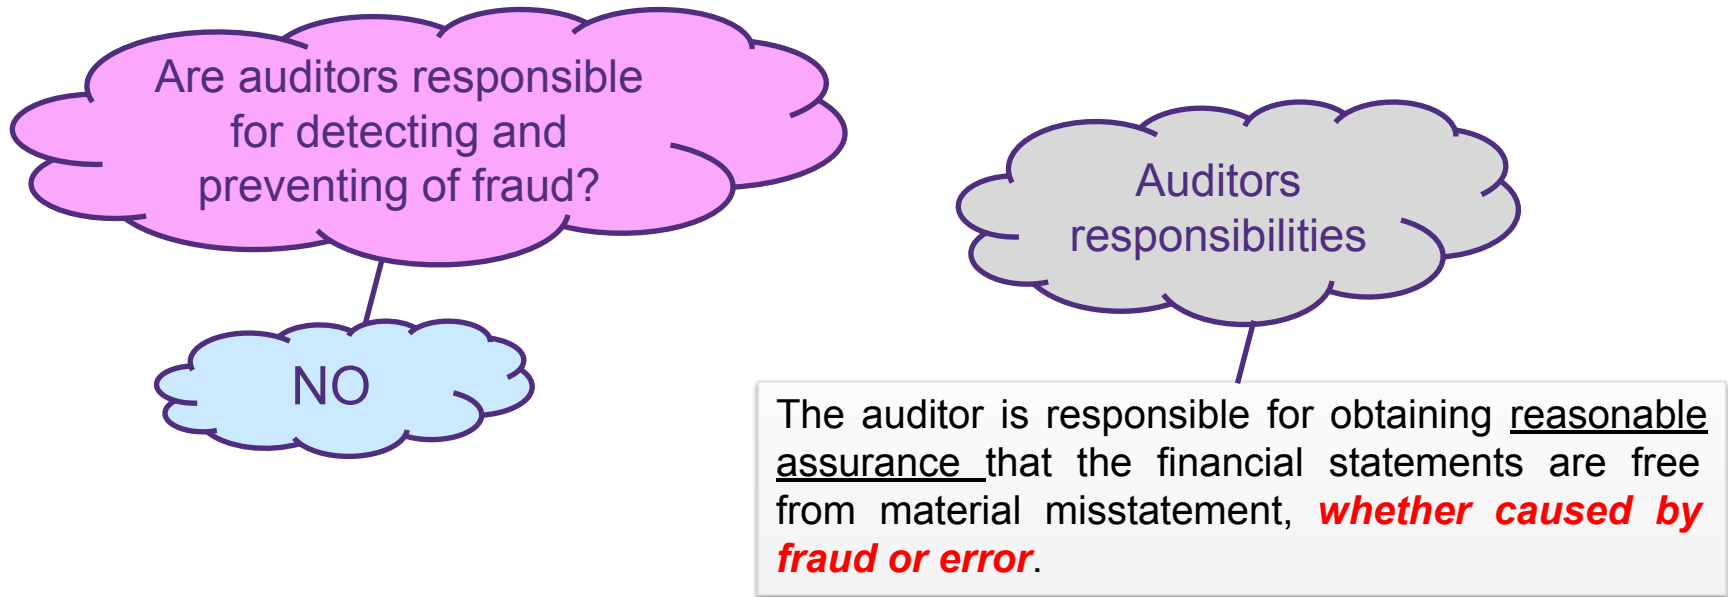 Are auditors responsible
for detecting and
preventing of fraud?
NO
Auditors
responsibilities
The auditor is responsible for obtaining reasonable
assurance that the financial statements are free
from material misstatement, whether caused by
fraud or error.